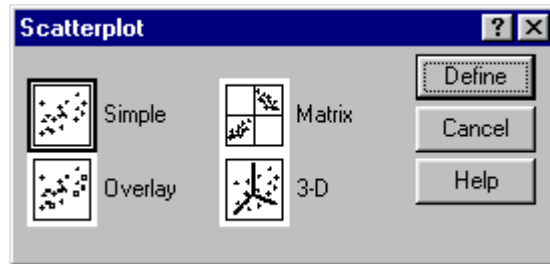 Scatterplot
Simple
Matrix
Overlay
3-D
Define
Cancel
Help